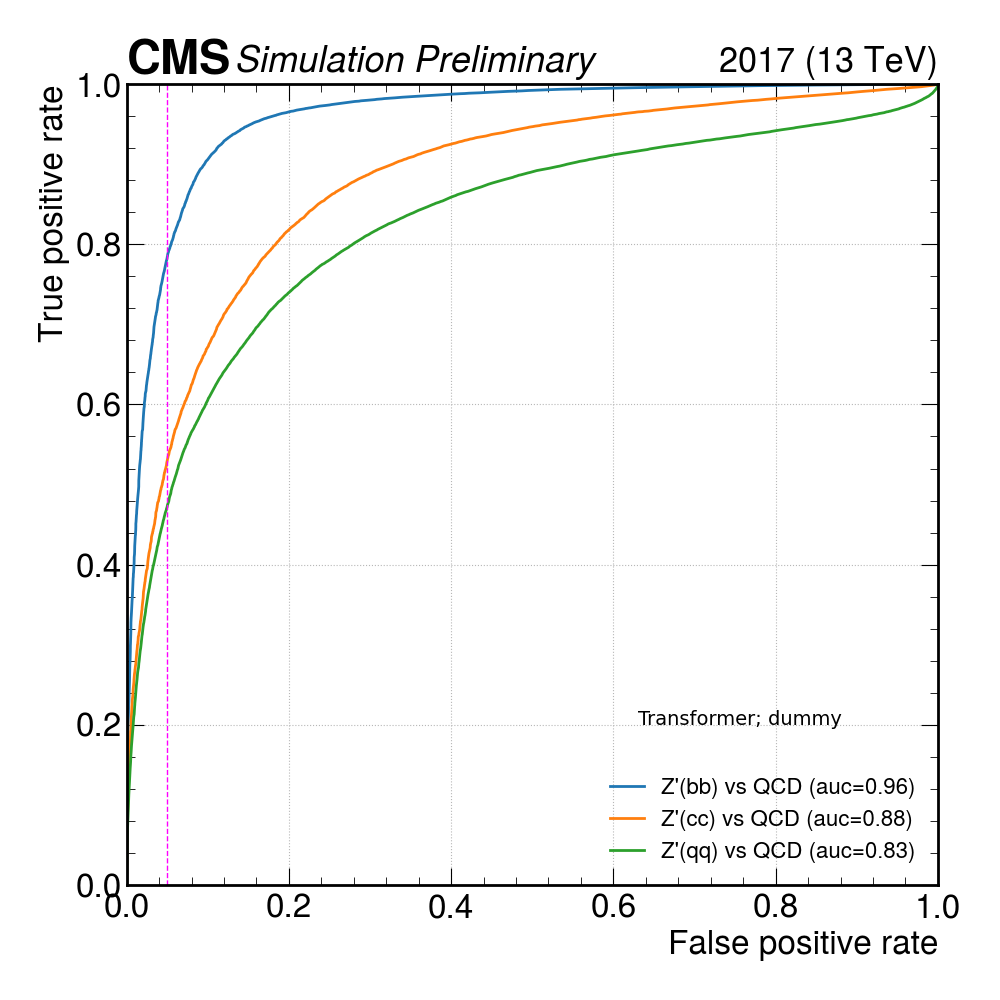 CMS Simulation Preliminary 2017 (13 TeV)
True positive rate
1.0
0.8
0.6
0.4
0.2
0.0
Transformer; dummy
Z'(bb) vs QCD (auc=0.96)
Z'(cc) vs QCD (auc=0.88)
Z'(qq) vs QCD (auc=0.83)
0.0 0.2 0.4 0.6 0.8 1.0
False positive rate